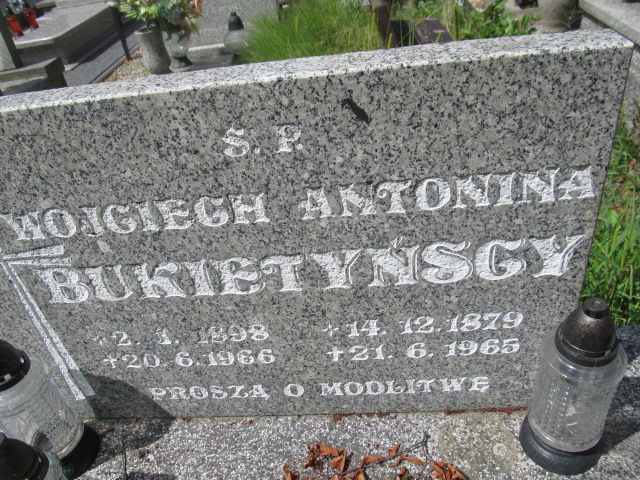 Ś. P.
WOJCIECH ANTONINA
BUKIETYŃSCY
+2. 1. 1898 +14. 12. 1879
+20. 6. 1966 +21. 6. 1965
PROSZĄ O MODLITWĘ